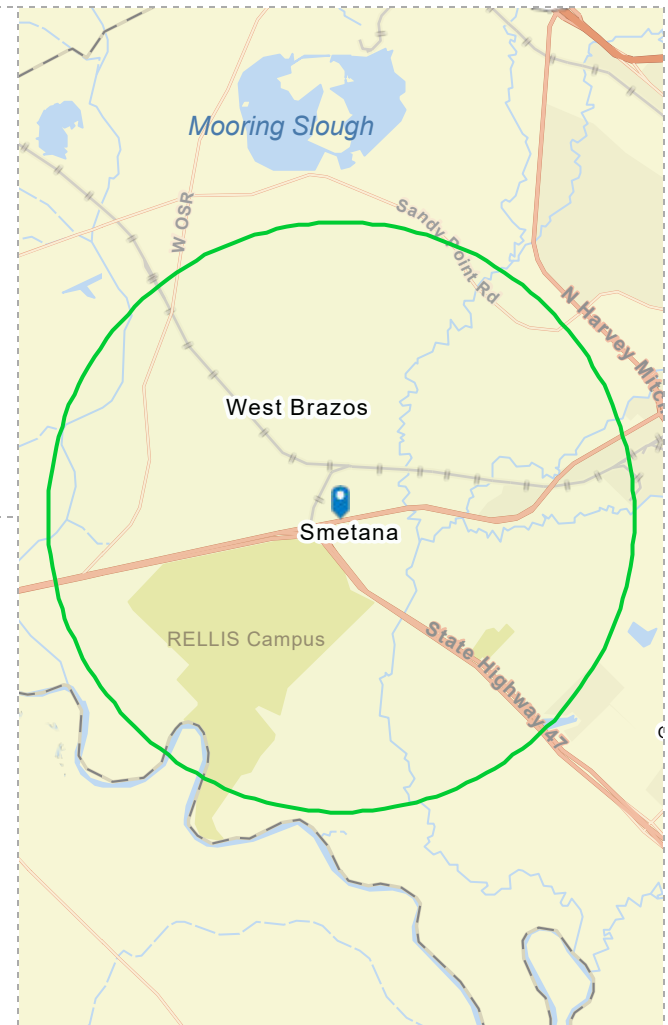 Mooring Slough
W OSR
Sandy Point Rd
N Harvey Mitc
West Brazos
Smetana
RELLIS Campus
State Highway 47